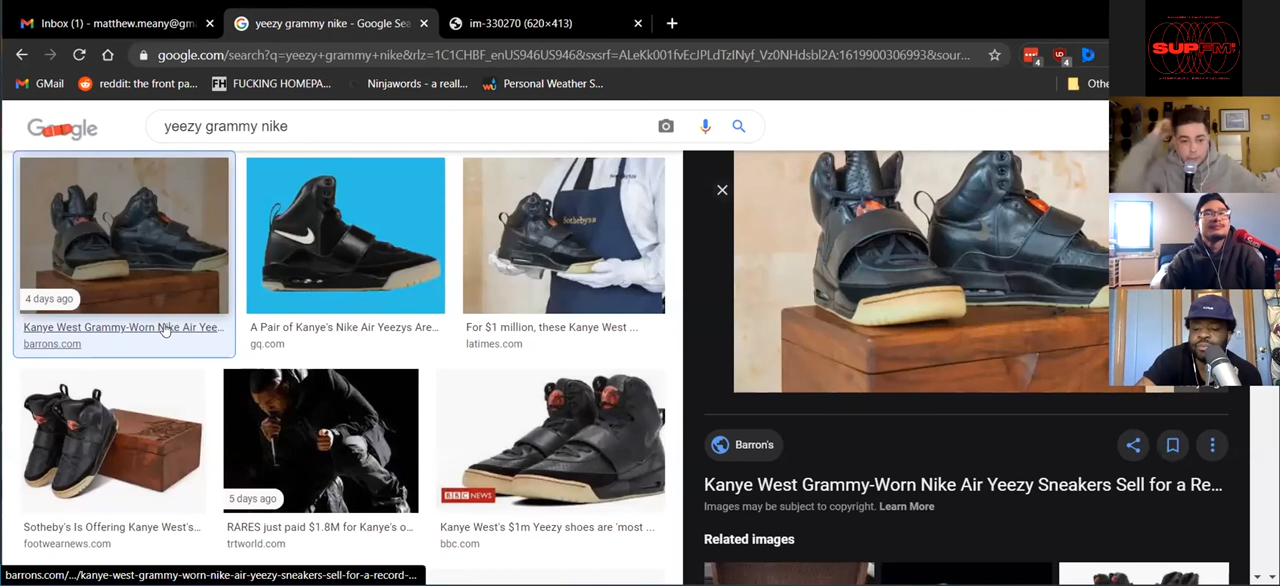 Inbox (1) - matthew.meany@gm
yeezy grammy nike - Google Sea
im-330270 (620×413)
google.com/search?q=yeezy+grammy+nike&rlz=1C1CHBF_enUS946US946&sxsrf=ALeKk001fvEcJPLdTzINyf_Vz0NHdsbl2A:1619900306993&sour...
4
4
GMail
reddit: the front pa...
FH FUCKING HOMEPA...
Ninjawords - a reall...
Personal Weather S...
Othe
SUPFM
Google
yeezy grammy nike
4 days ago
Sotheby's
Kanye West Grammy-Worn Nike Air Yee...
barrons.com
A Pair of Kanye's Nike Air Yeezys Are...
gq.com
For $1 million, these Kanye West ...
latimes.com
5 days ago
BBC NEWS
Sotheby's Is Offering Kanye West's...
footwearnews.com
RARES just paid $1.8M for Kanye's o...
trtworld.com
Kanye West's $1m Yeezy shoes are 'most ...
bbc.com
Barron's
Kanye West Grammy-Worn Nike Air Yeezy Sneakers Sell for a Re...
Images may be subject to copyright. Learn More
Related images
barrons.com/.../kanye-west-grammy-worn-nike-air-yeezy-sneakers-sell-for-a-record-...